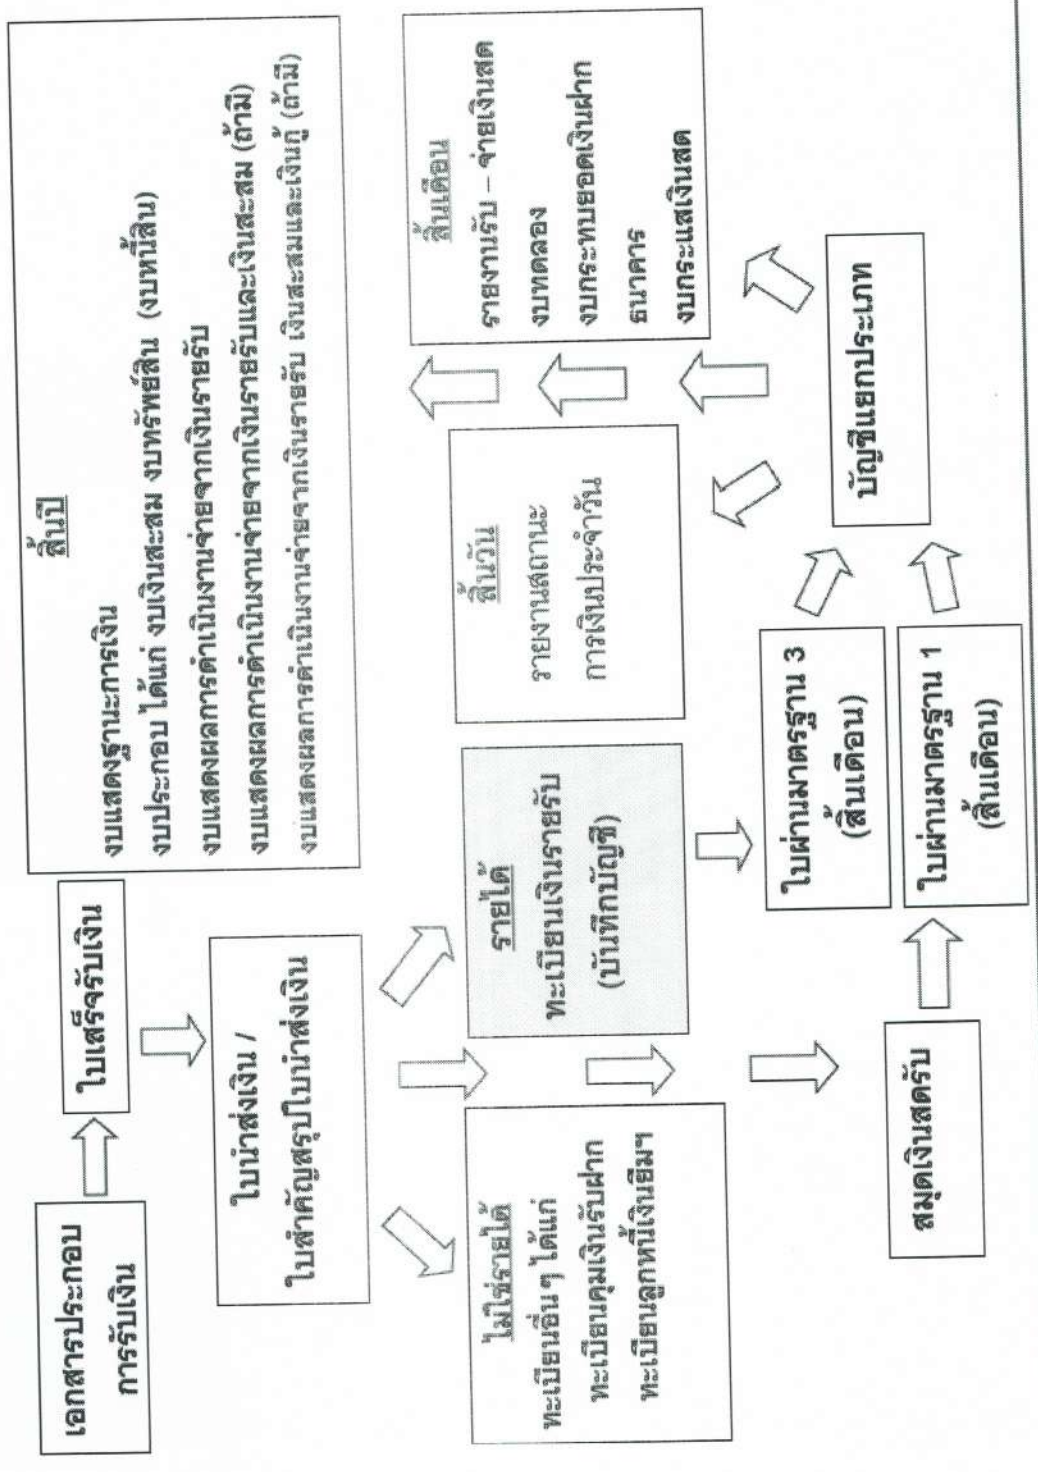 เอกสารประกอบ
การรับเงิน
ใบเสร็จรับเงิน
ใบนำส่งเงิน /
ใบสำคัญสรุปใบนำส่งเงิน
ไม่ใช่รายได้
ทะเบียนอื่นๆ ได้แก่
ทะเบียนคุมเงินรับฝาก
ทะเบียนลูกหนี้เงินยืมฯ
รายได้
ทะเบียนเงินรายรับ
(บันทึกบัญชี)
สมุดเงินสดรับ
ใบผ่านมาตรฐาน 3
(สิ้นเดือน)
ใบผ่านมาตรฐาน 1
(สิ้นเดือน)
บัญชีแยกประเภท
สิ้นวัน
รายงานสถานะ
การเงินประจำวัน
สิ้นเดือน
รายงานรับ – จ่ายเงินสด
งบทดลอง
งบกระทบยอดเงินฝาก
ธนาคาร
งบกระแสเงินสด
สิ้นปี
งบแสดงฐานะการเงิน
งบประกอบ ได้แก่ งบเงินสะสม งบทรัพย์สิน (งบหนี้สิน)
งบแสดงผลการดำเนินงานจ่ายจากเงินรายรับ
งบแสดงผลการดำเนินงานจ่ายจากเงินรายรับและเงินสะสม (ถ้ามี)
งบแสดงผลการดำเนินงานจ่ายจากเงินรายรับ เงินสะสมและเงินกู้ (ถ้ามี)